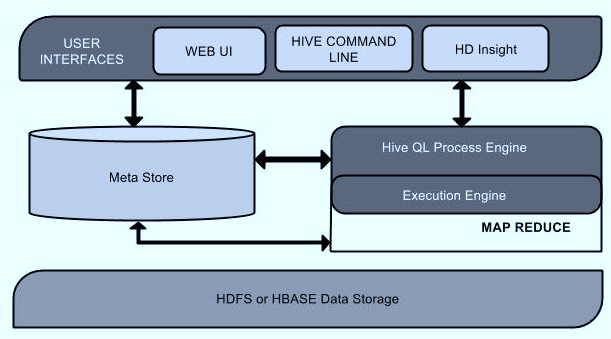 USER
INTERFACES
WEB UI
HIVE COMMAND
LINE
HD Insight
Meta Store
Hive QL Process Engine
Execution Engine
MAP REDUCE
HDFS or HBASE Data Storage